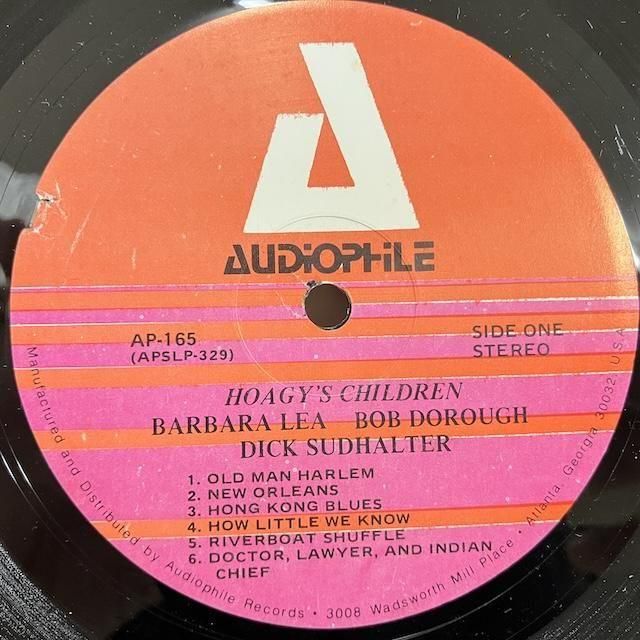 AUDIOPHILE
AP-165
(APSLP-329)
SIDE ONE
STEREO
HOAGY'S CHILDREN
BARBARA LEA BOB DOROUGH
DICK SUDHALTER
1. OLD MAN HARLEM
2. NEW ORLEANS
3. HONG KONG BLUES
4. HOW LITTLE WE KNOW
5. RIVERBOAT SHUFFLE
6. DOCTOR, LAWYER, AND INDIAN
CHIEF
Manufactured and Distributed by Audiophile Records • 3008 Wadsworth Mill Place • Atlanta, Georgia 30032, U.S.A.